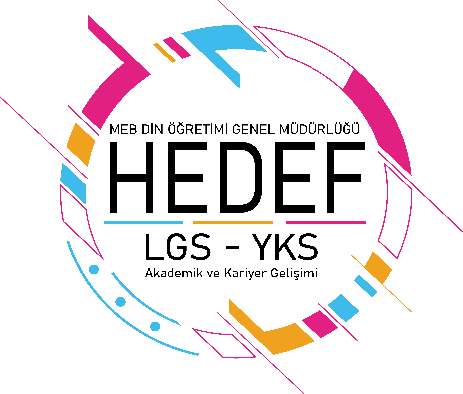 MEB DİN ÖĞRETİMİ GENEL MÜDÜRLÜĞÜ
HEDEF
LGS - YKS
Akademik ve Kariyer Gelişimi